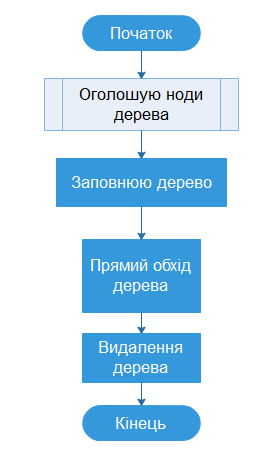 Початок
Оголошую ноди
дерева
Заповнюю дерево
Прямий обхід
дерева
Видалення
дерева
Кінець